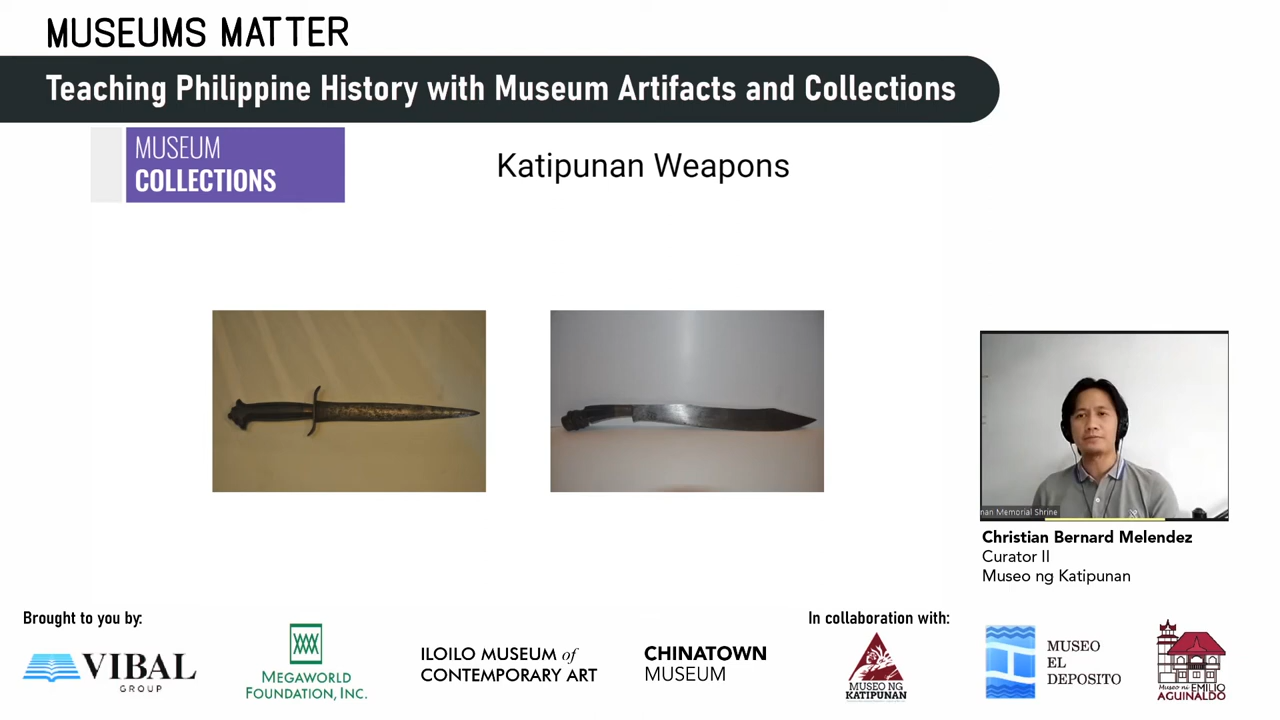 MUSEUMS MATTER
Teaching Philippine History with Museum Artifacts and Collections
MUSEUM
COLLECTIONS
Katipunan Weapons
nan Memorial Shrine
Christian Bernard Melendez
Curator II
Museo ng Katipunan
Brought to you by:
In collaboration with:
VIBAL
GROUP
MEGAWORLD
FOUNDATION, INC.
ILOILO MUSEUM of
CONTEMPORARY ART
CHINATOWN
MUSEUM
MUSEO NG
KATIPUNAN
MUSEO
EL
DEPOSITO
Museo ni EMILIO
AGUINALDO